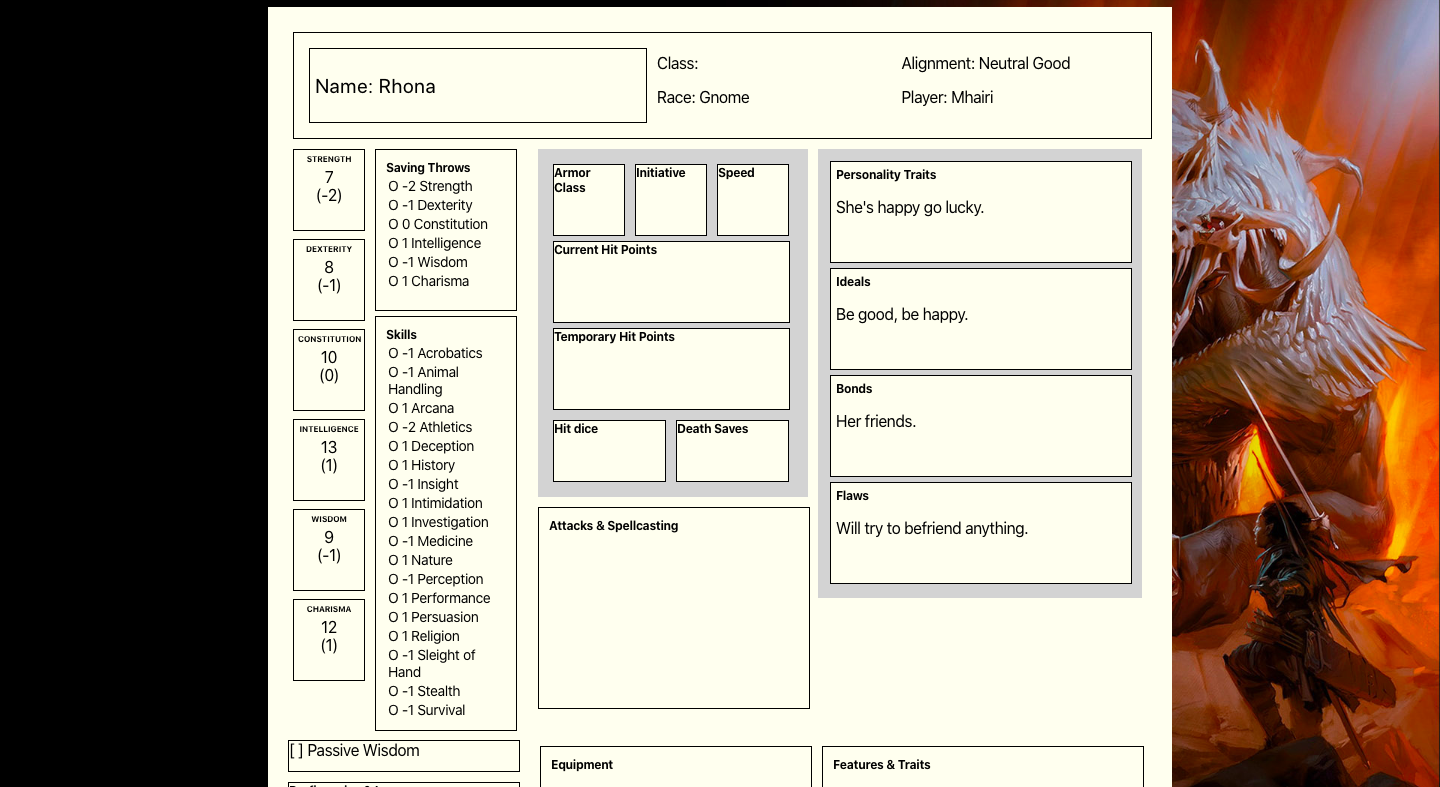 Name: Rhona
Class:
Race: Gnome
Alignment: Neutral Good
Player: Mhairi
STRENGTH
7
(-2)
DEXTERITY
8
(-1)
CONSTITUTION
10
(0)
INTELLIGENCE
13
(1)
WISDOM
9
(-1)
CHARISMA
12
(1)
Saving Throws
O -2 Strength
O -1 Dexterity
O 0 Constitution
O 1 Intelligence
O -1 Wisdom
O 1 Charisma
Skills
O -1 Acrobatics
O -1 Animal
Handling
O 1 Arcana
O -2 Athletics
O 1 Deception
O 1 History
O -1 Insight
O 1 Intimidation
O 1 Investigation
O -1 Medicine
O 1 Nature
O -1 Perception
O 1 Performance
O 1 Persuasion
O 1 Religion
O -1 Sleight of
Hand
O -1 Stealth
O -1 Survival
[ ] Passive Wisdom
Armor
Class
Initiative
Speed
Current Hit Points
Temporary Hit Points
Hit dice
Death Saves
Attacks & Spellcasting
Personality Traits
She's happy go lucky.
Ideals
Be good, be happy.
Bonds
Her friends.
Flaws
Will try to befriend anything.
Equipment
Features & Traits